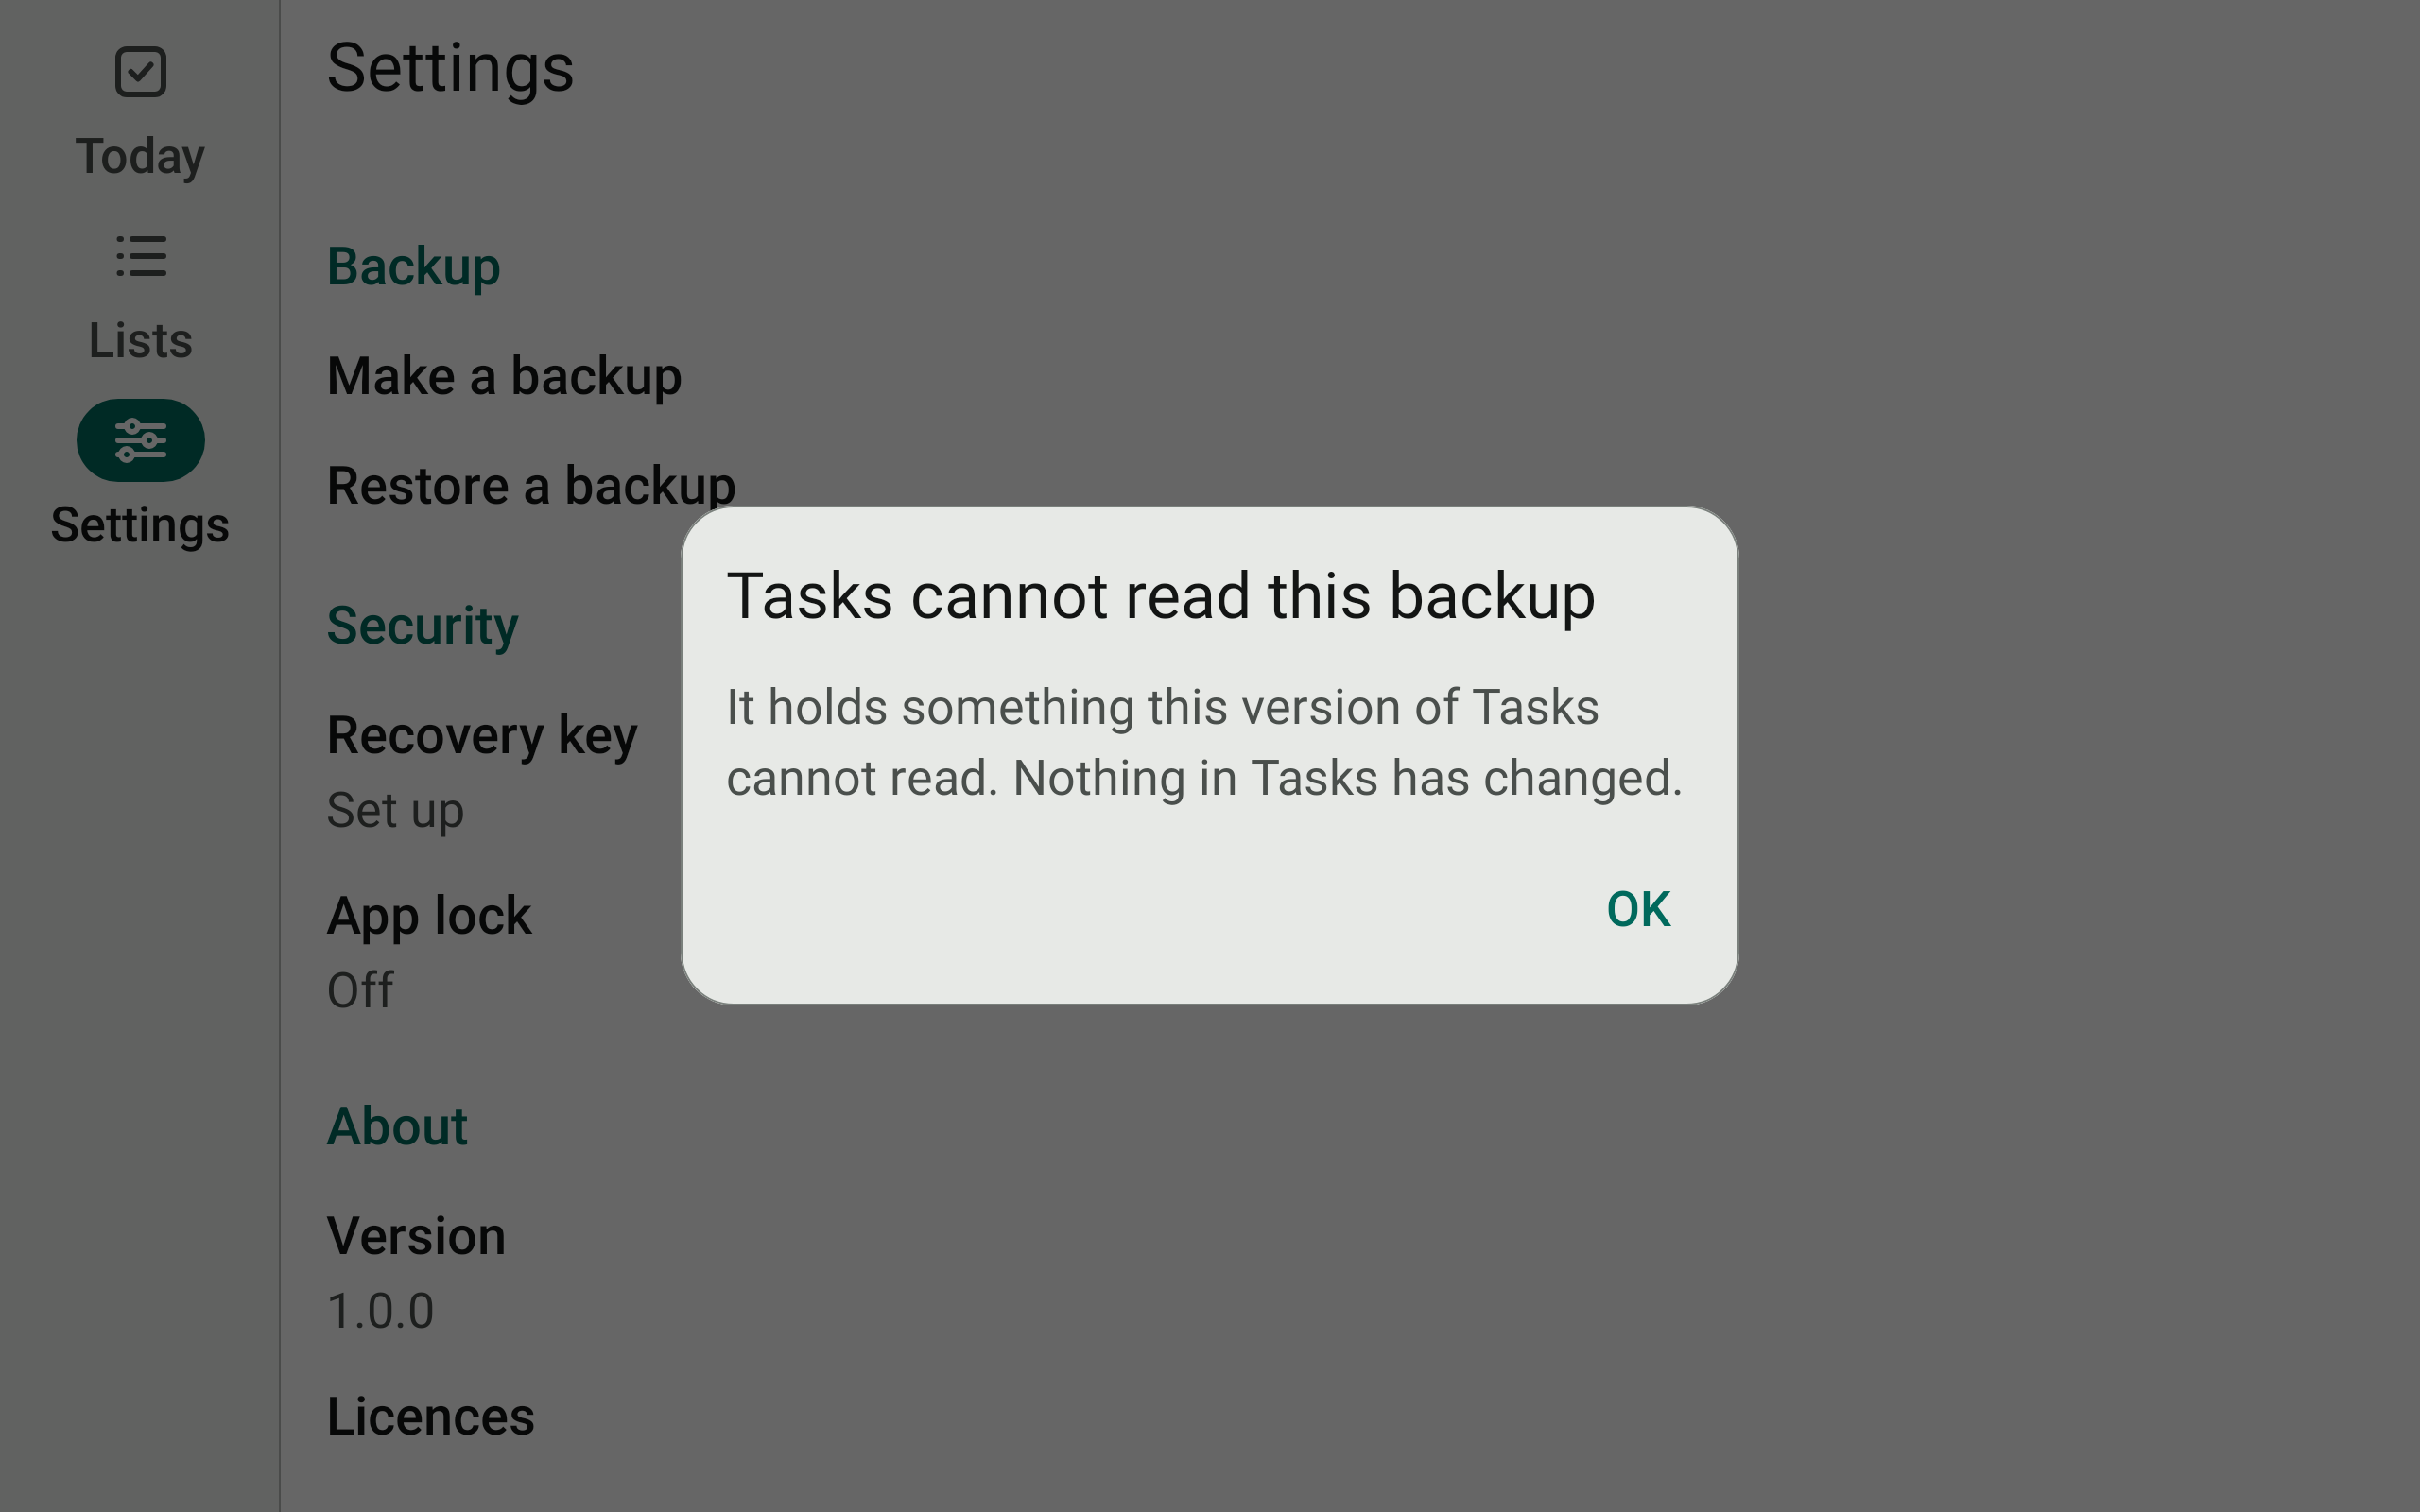 Settings
Today
Lists
Settings
Backup
Make a backup
Restore a backup
Security
Recovery key
Set up
App lock
Off
About
Version
1.0.0
Licences
Tasks cannot read this backup
It holds something this version of Tasks
cannot read. Nothing in Tasks has changed.
OK